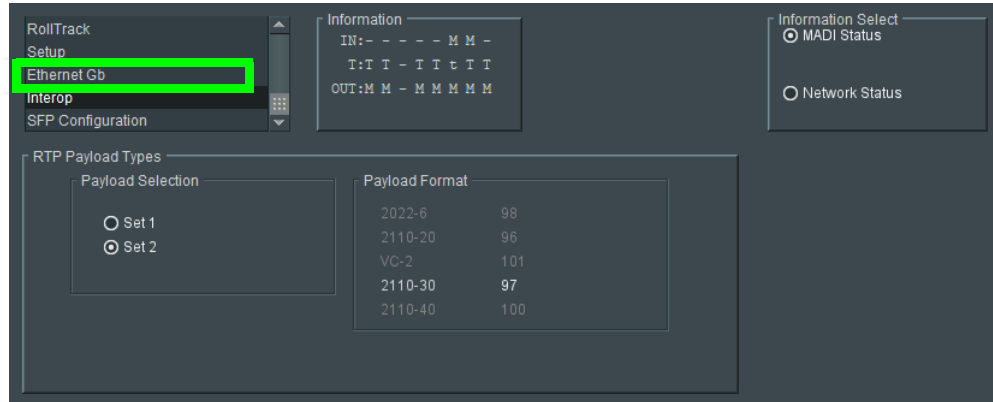 RollTrack
Setup
Ethernet Gb
Interop
SFP Configuration
Information
IN:- - - - - M M -
T:T T - T T t T T
OUT:M M - M M M M M
Information Select
MADI Status
Network Status
RTP Payload Types
Payload Selection
Set 1
Set 2
Payload Format
2022-6 98
2110-20 96
VC-2 101
2110-30 97
2110-40 100